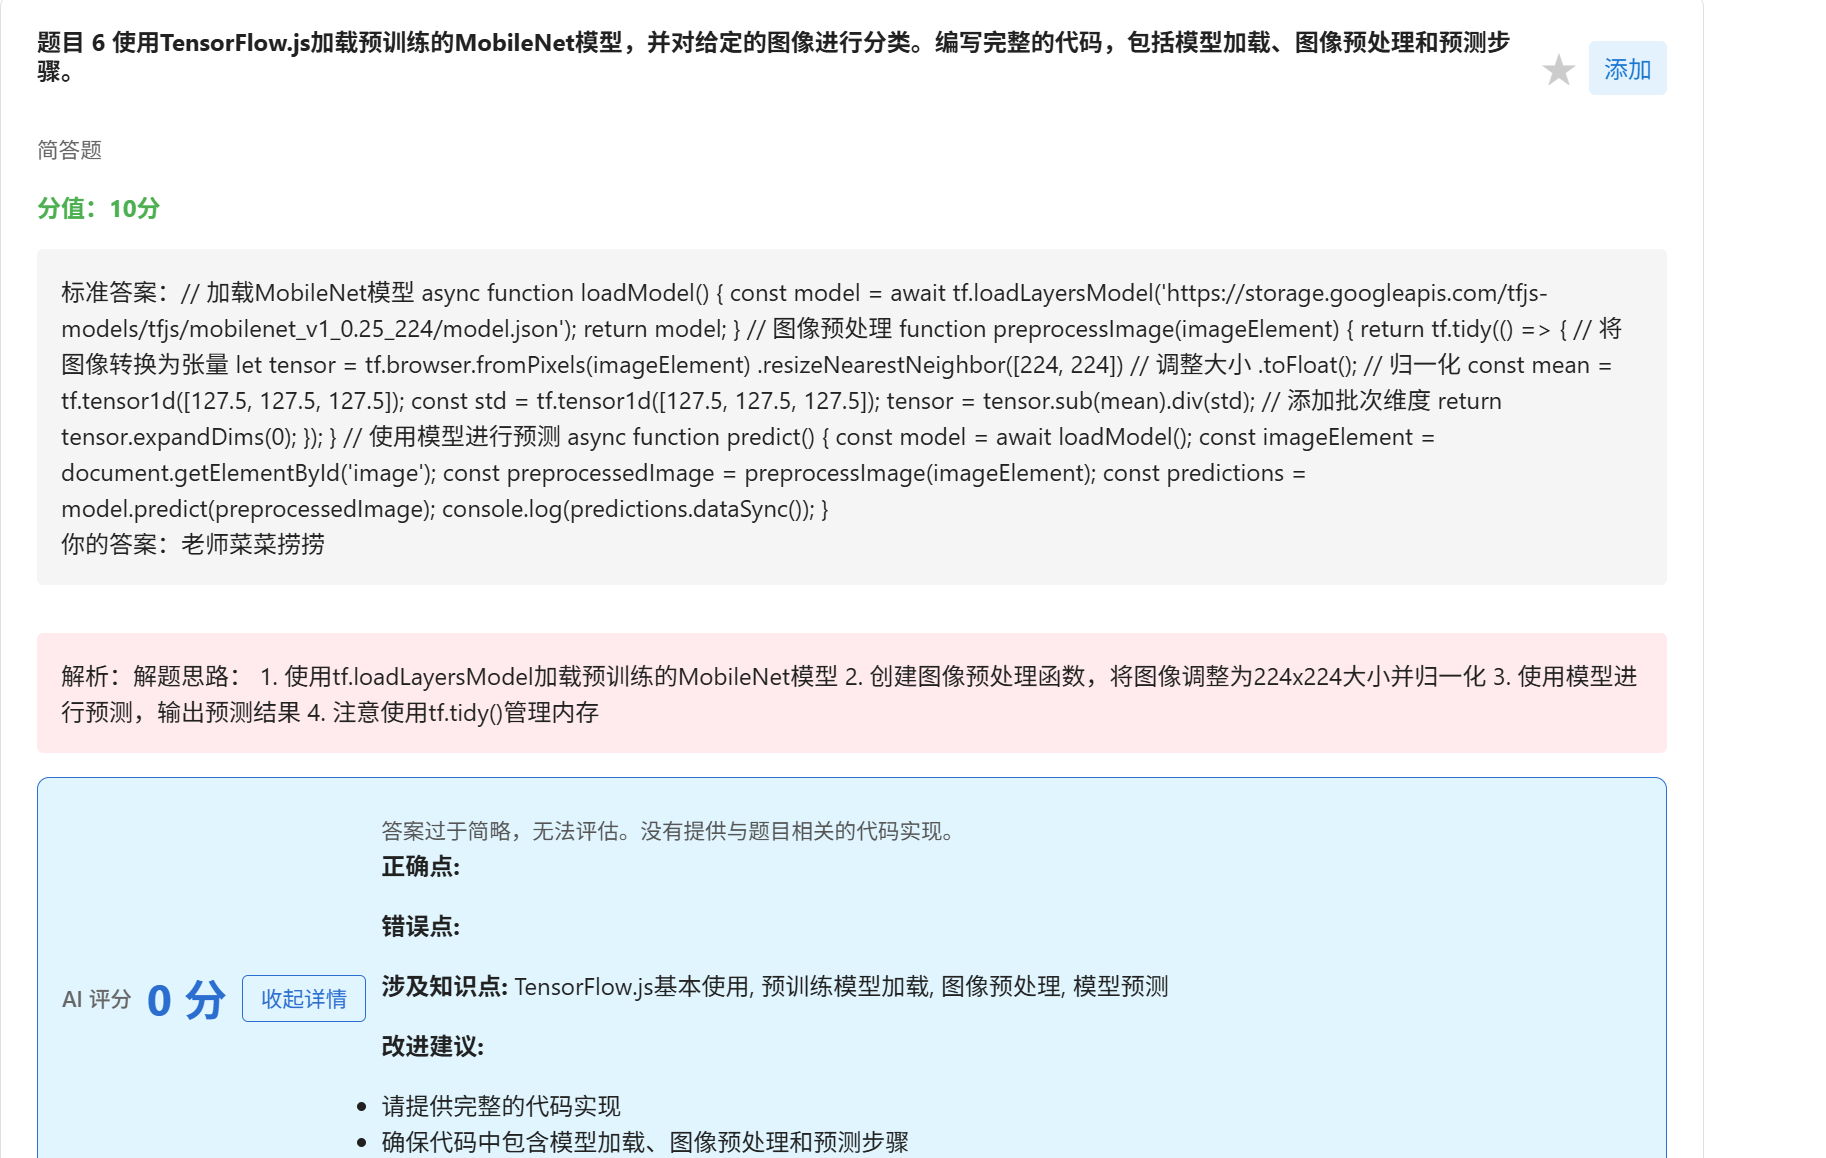 题目 6 使用TensorFlow.js加载预训练的MobileNet模型，并对给定的图像进行分类。编写完整的代码，包括模型加载、图像预处理和预测步
骤。
★ 添加
简答题
分值：10分
标准答案：// 加载MobileNet模型 async function loadModel() { const model = await tf.loadLayersModel('https://storage.googleapis.com/tfjs-
models/tfjs/mobilenet_v1_0.25_224/model.json'); return model; } // 图像预处理 function preprocessImage(imageElement) { return tf.tidy(() => { // 将
图像转换为张量 let tensor = tf.browser.fromPixels(imageElement) .resizeNearestNeighbor([224, 224]) // 调整大小 .toFloat(); // 归一化 const mean =
tf.tensor1d([127.5, 127.5, 127.5]); const std = tf.tensor1d([127.5, 127.5, 127.5]); tensor = tensor.sub(mean).div(std); // 添加批次维度 return
tensor.expandDims(0); }); } // 使用模型进行预测 async function predict() { const model = await loadModel(); const imageElement =
document.getElementById('image'); const preprocessedImage = preprocessImage(imageElement); const predictions =
model.predict(preprocessedImage); console.log(predictions.dataSync()); }
你的答案：老师菜菜捞捞
解析：解题思路： 1. 使用tf.loadLayersModel加载预训练的MobileNet模型 2. 创建图像预处理函数，将图像调整为224x224大小并归一化 3. 使用模型进
行预测，输出预测结果 4. 注意使用tf.tidy()管理内存
AI 评分 0 分 收起详情
答案过于简略，无法评估。没有提供与题目相关的代码实现。
正确点:
错误点:
涉及知识点: TensorFlow.js基本使用, 预训练模型加载, 图像预处理, 模型预测
改进建议:
• 请提供完整的代码实现
• 确保代码中包含模型加载、图像预处理和预测步骤